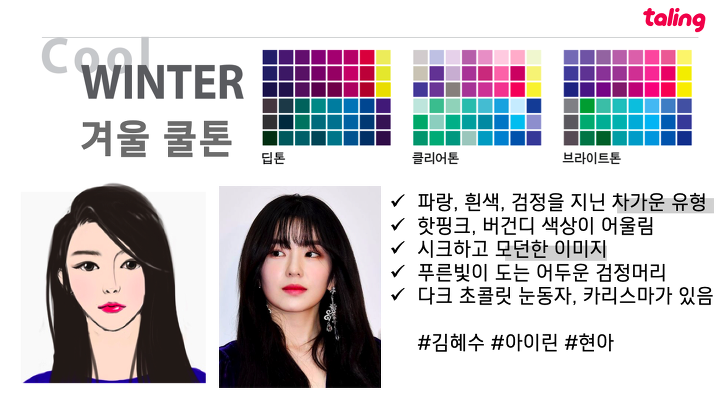 taling
Cool
WINTER
겨울 쿨톤
딥톤
클리어톤
브라이트톤
✓ 파랑, 흰색, 검정을 지닌 차가운 유형
✓ 핫핑크, 버건디 색상이 어울림
✓ 시크하고 모던한 이미지
✓ 푸른빛이 도는 어두운 검정머리
✓ 다크 초콜릿 눈동자, 카리스마가 있음
#김혜수 #아이린 #현아